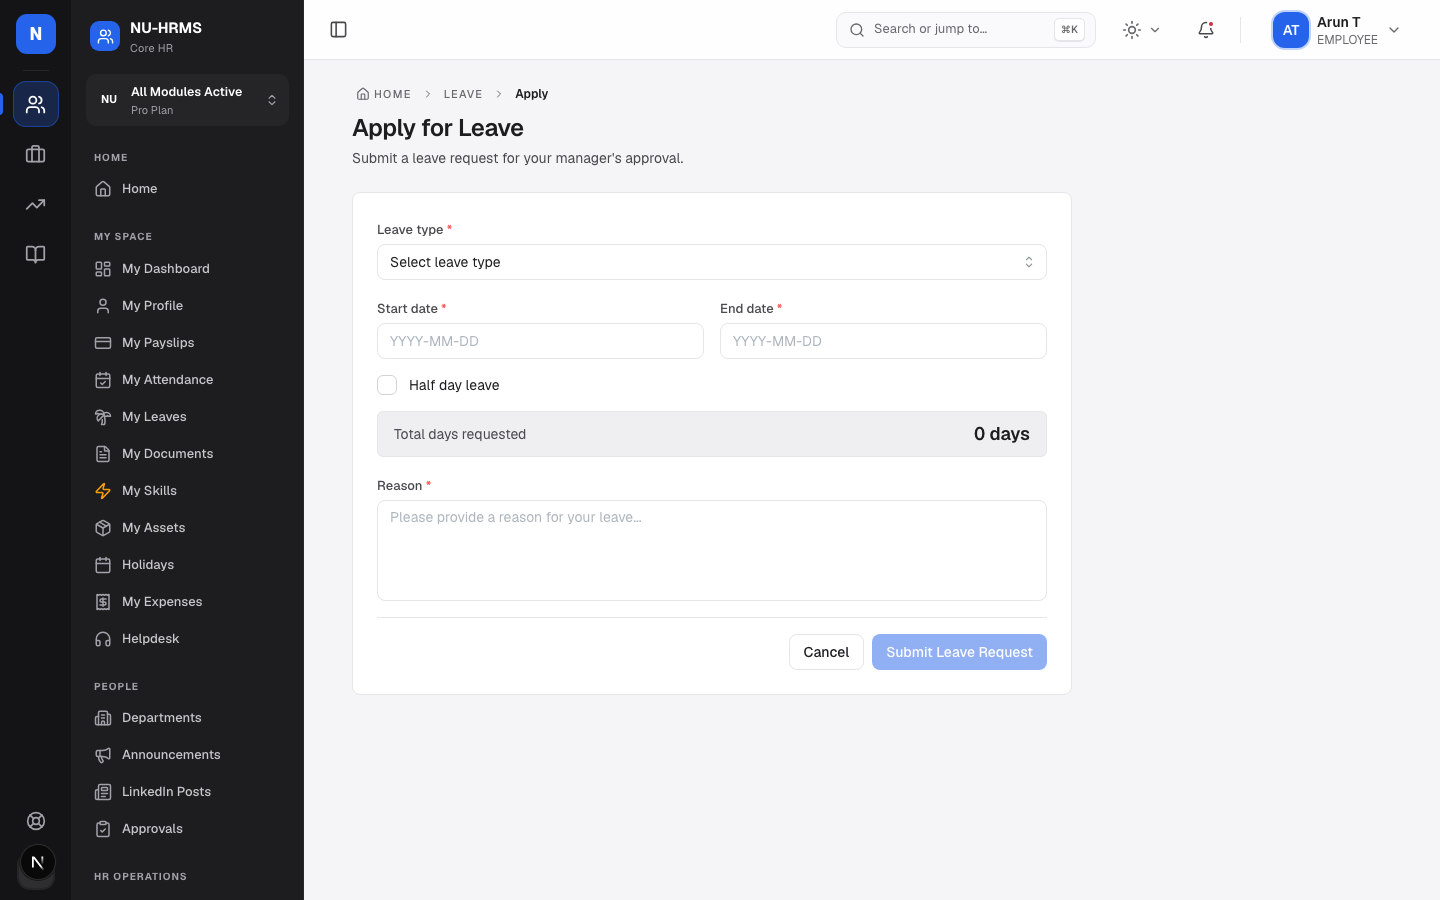 N
NU-HRMS
Core HR
NU
All Modules Active
Pro Plan
HOME
Home
MY SPACE
My Dashboard
My Profile
My Payslips
My Attendance
My Leaves
My Documents
My Skills
My Assets
Holidays
My Expenses
Helpdesk
PEOPLE
Departments
Announcements
LinkedIn Posts
Approvals
HR OPERATIONS
N
Search or jump to...
⌘K
AT
Arun T
EMPLOYEE
HOME > LEAVE > Apply
Apply for Leave
Submit a leave request for your manager's approval.
Leave type *
Select leave type
Start date * End date *
YYYY-MM-DD YYYY-MM-DD
Half day leave
Total days requested 0 days
Reason *
Please provide a reason for your leave...
Cancel Submit Leave Request